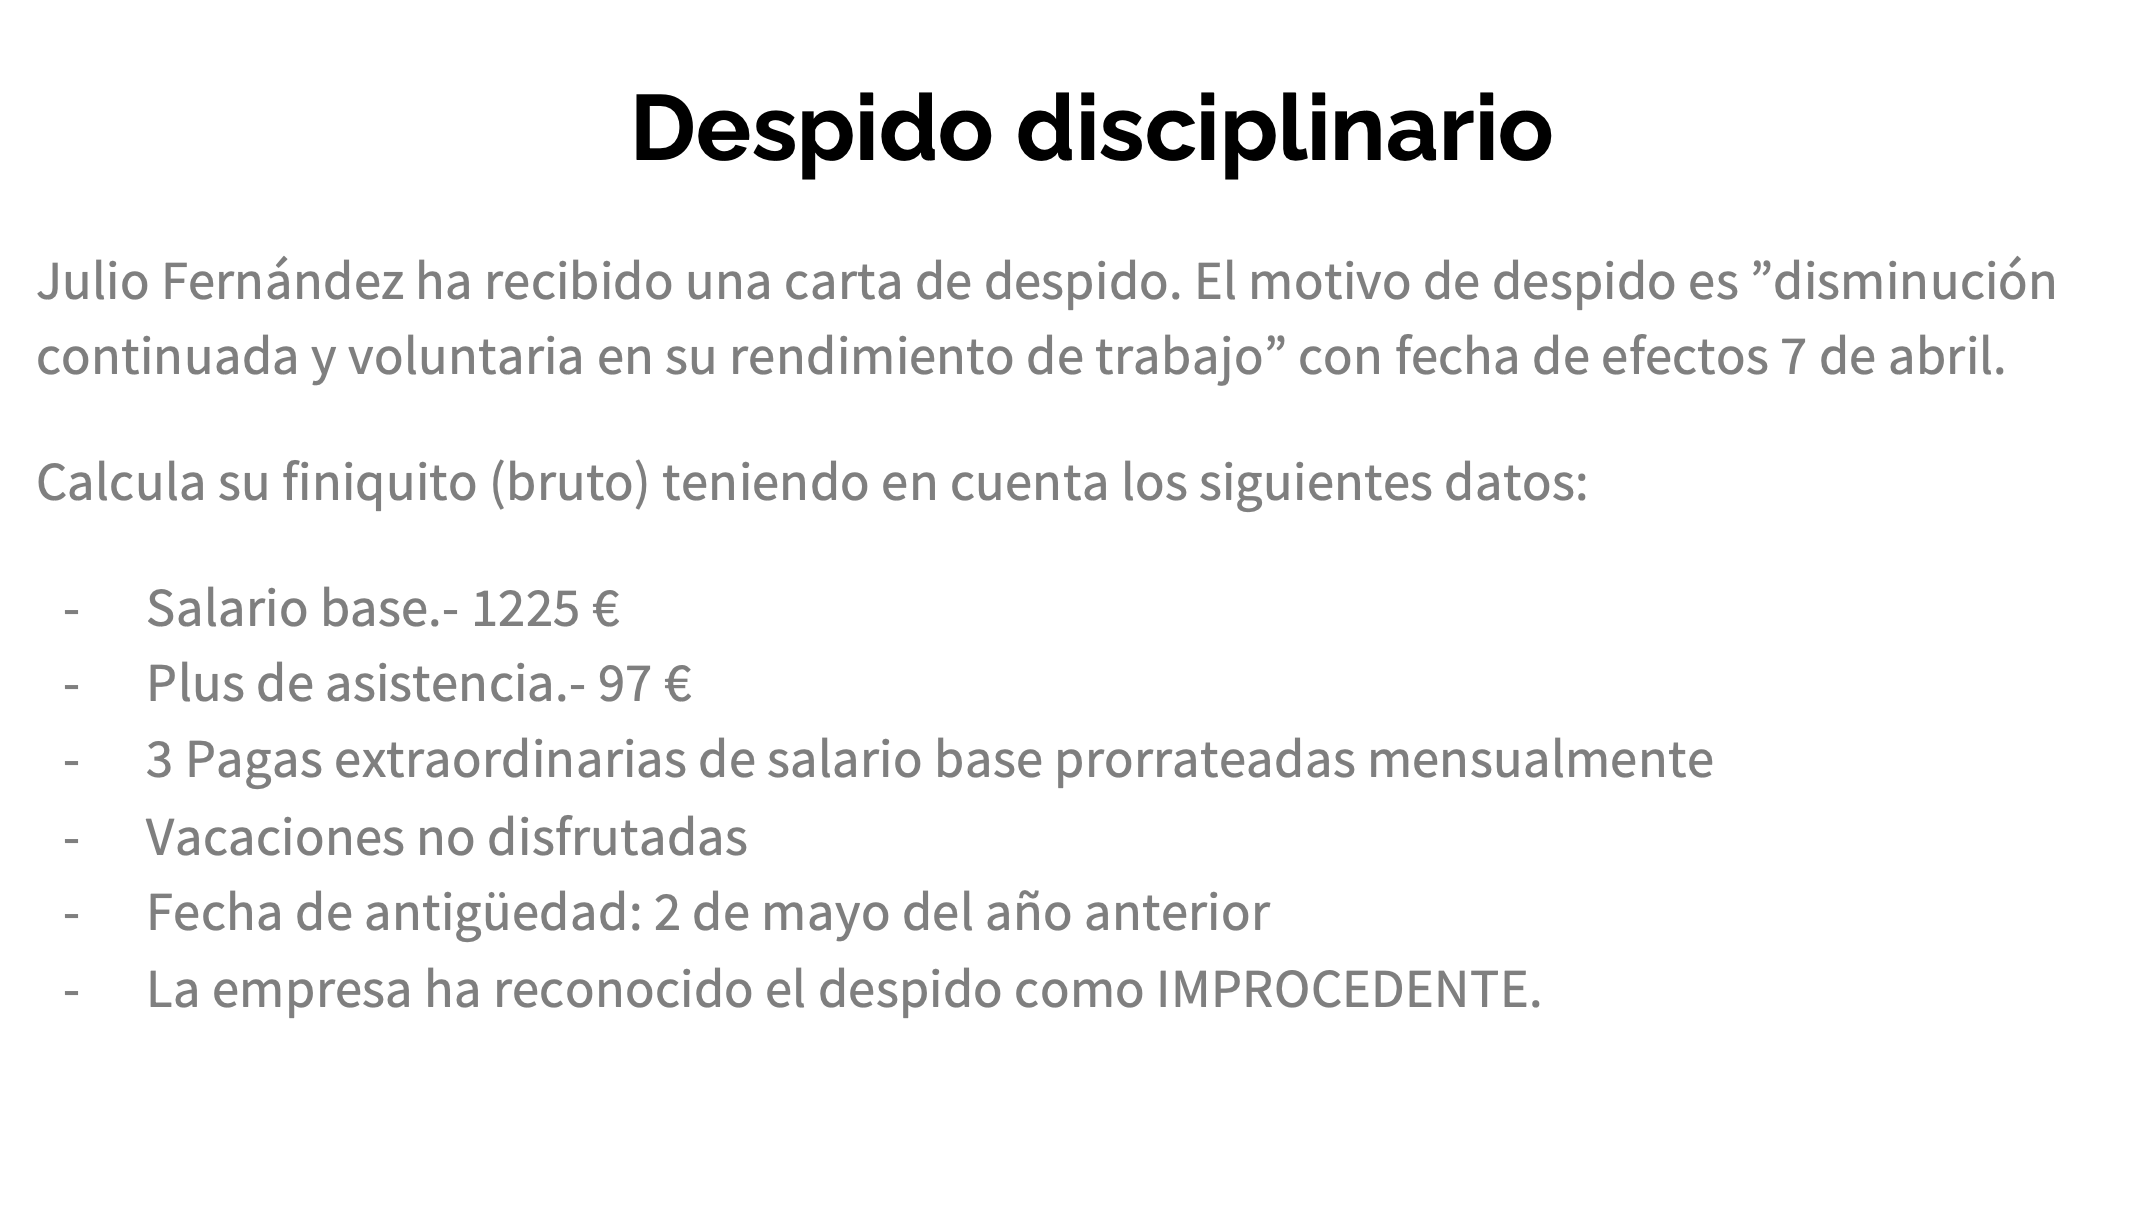 Despido disciplinario
Julio Fernández ha recibido una carta de despido. El motivo de despido es ”disminución
continuada y voluntaria en su rendimiento de trabajo” con fecha de efectos 7 de abril.
Calcula su finiquito (bruto) teniendo en cuenta los siguientes datos:
- Salario base.- 1225 €
- Plus de asistencia.- 97 €
- 3 Pagas extraordinarias de salario base prorrateadas mensualmente
- Vacaciones no disfrutadas
- Fecha de antigüedad: 2 de mayo del año anterior
- La empresa ha reconocido el despido como IMPROCEDENTE.